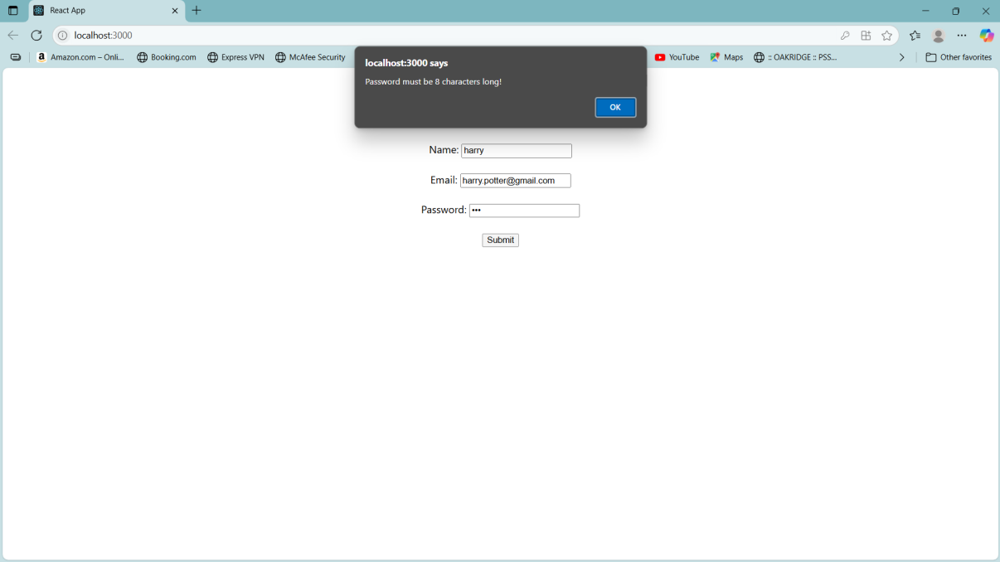 React App
localhost:3000
a Amazon.com – Onli...
Booking.com
Express VPN
McAfee Security
YouTube
Maps
:: OAKRIDGE :: PSS...
Other favorites
localhost:3000 says
Password must be 8 characters long!
OK
Name: harry
Email: harry.potter@gmail.com
Password: •••
Submit